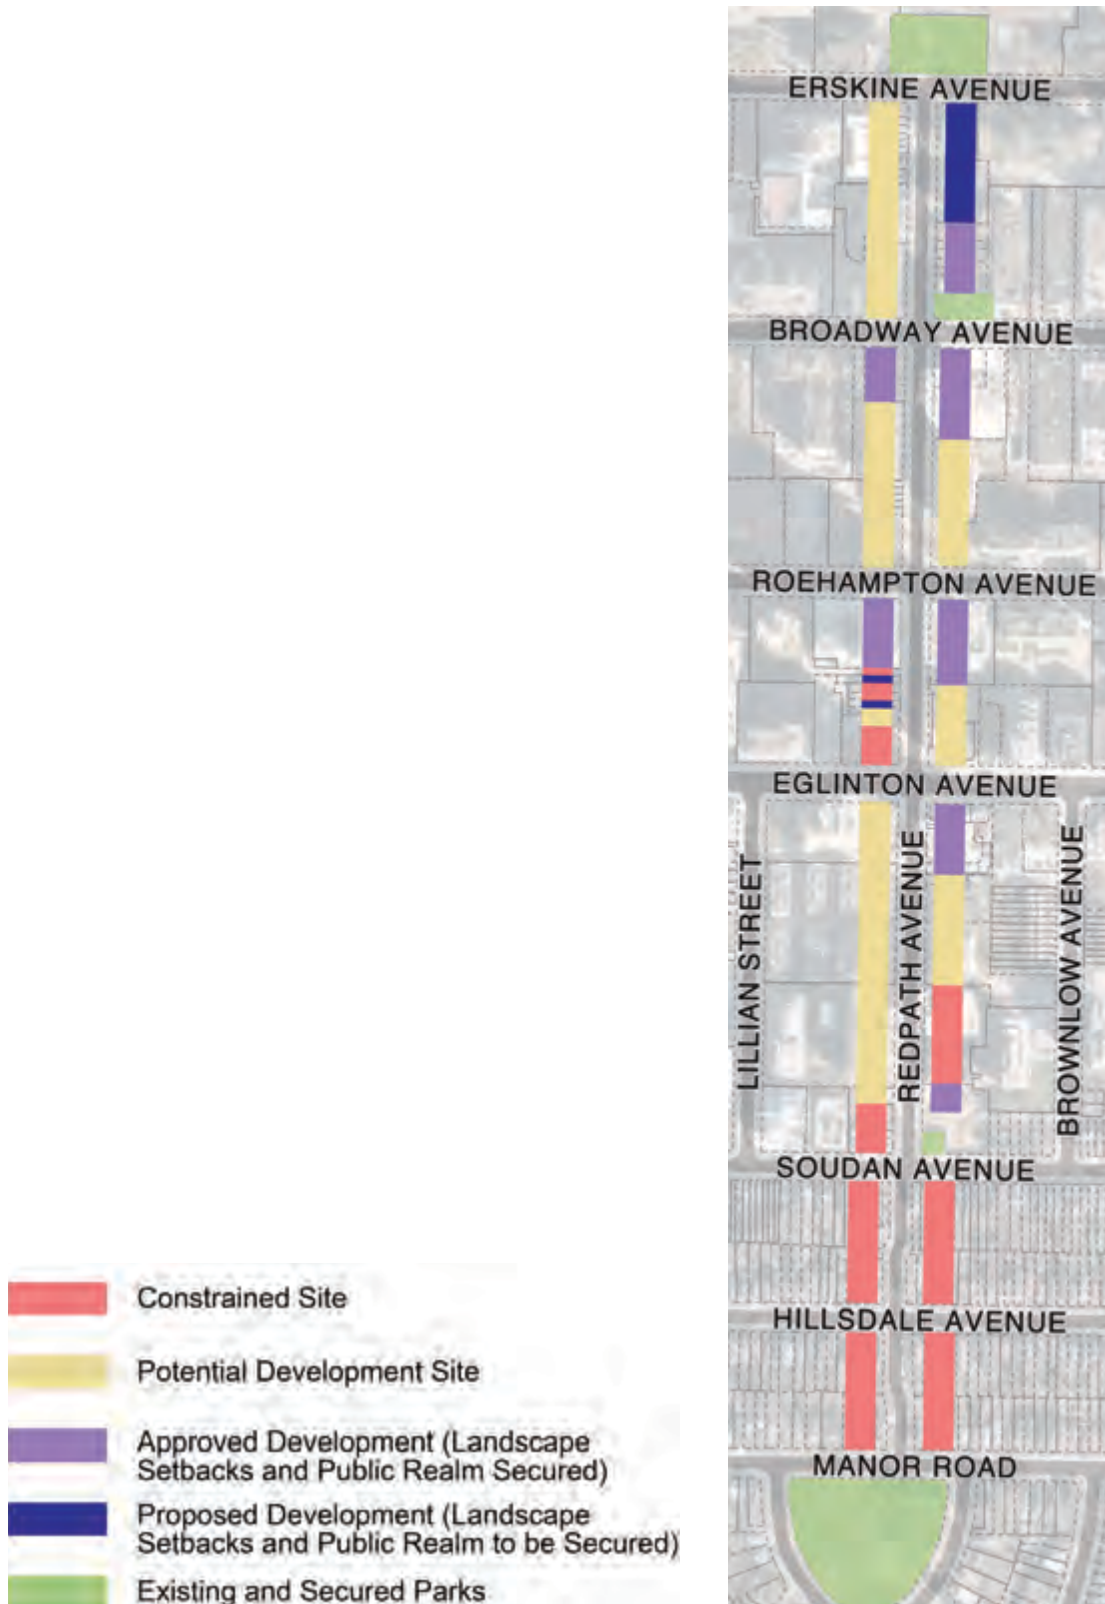 ERSKINE AVENUE
BROADWAY AVENUE
ROEHAMPTON AVENUE
EGLINTON AVENUE
LILLIAN STREET
REDPATH AVENUE
BROWNLOW AVENUE
SOUDAN AVENUE
HILLSDALE AVENUE
MANOR ROAD
Constrained Site
Potential Development Site
Approved Development (Landscape
Setbacks and Public Realm Secured)
Proposed Development (Landscape
Setbacks and Public Realm to be Secured)
Existing and Secured Parks